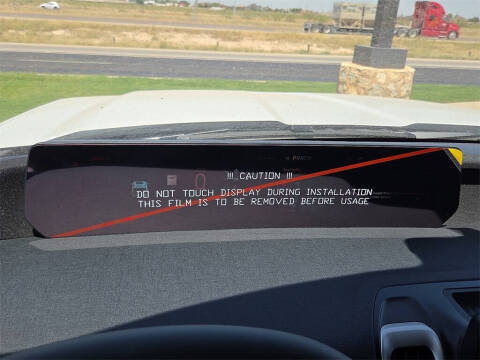 !!! CAUTION !!!
DO NOT TOUCH DISPLAY DURING INSTALLATION
THIS FILM IS TO BE REMOVED BEFORE USAGE